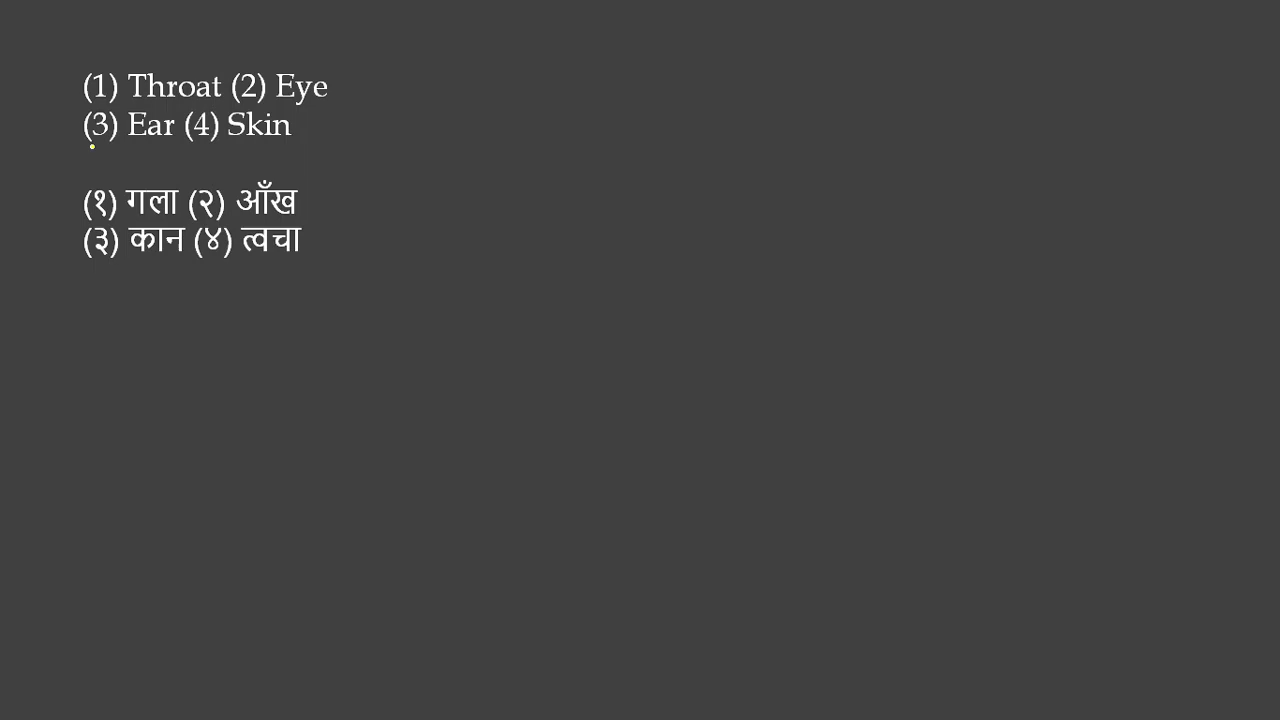 (1) Throat (2) Eye
(3) Ear (4) Skin
(१) गला (२) आँख
(३) कान (४) त्वचा